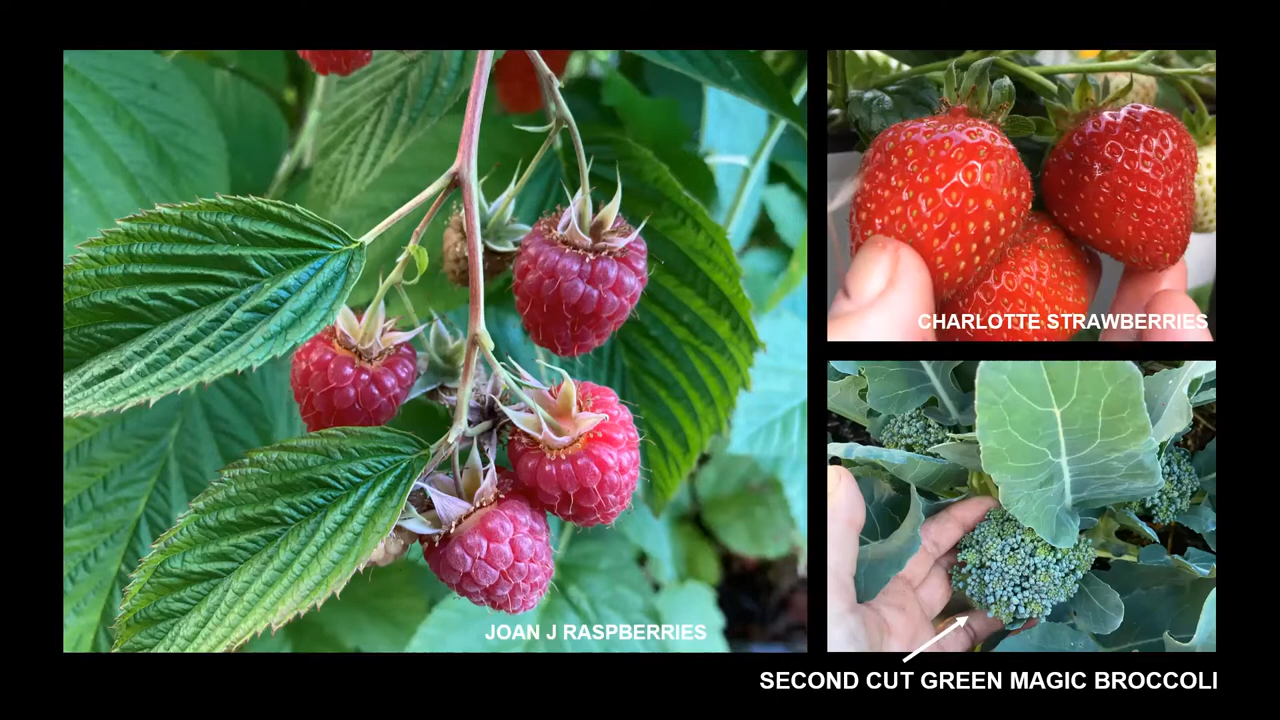 CHARLOTTE STRAWBERRIES
JOAN J RASPBERRIES
SECOND CUT GREEN MAGIC BROCCOLI